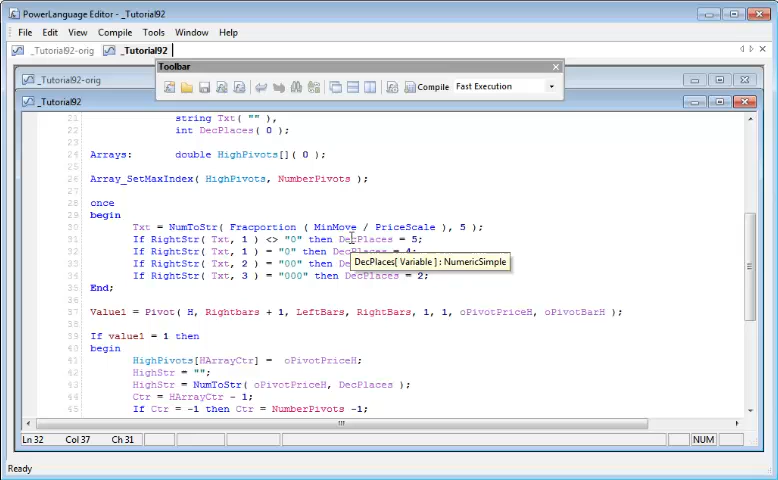 PowerLanguage Editor - _Tutorial92
File Edit View Compile Tools Window Help
_Tutorial92-orig _Tutorial92
Toolbar
Compile Fast Execution
_Tutorial92-orig
_Tutorial92
21 string Txt( "" ),
22 int DecPlaces( 0 );
23
24 Arrays: double HighPivots[]( 0 );
25
26 Array_SetMaxIndex( HighPivots, NumberPivots );
27
28 once
29 begin
30 Txt = NumToStr( Fracportion ( MinMove / PriceScale ), 5 );
31 If RightStr( Txt, 1 ) <> "0" then DecPlaces = 5;
32 If RightStr( Txt, 1 ) = "0" then DecPlaces = 4;
33 If RightStr( Txt, 2 ) = "00" then De
34 If RightStr( Txt, 3 ) = "000" then DecPlaces = 2;
35 End;
36
37 Value1 = Pivot( H, Rightbars + 1, LeftBars, RightBars, 1, 1, oPivotPriceH, oPivotBarH );
38
39 If value1 = 1 then
40 begin
41 HighPivots[HArrayCtr] = oPivotPriceH;
42 HighStr = "";
43 HighStr = NumToStr( oPivotPriceH, DecPlaces );
44 Ctr = HArrayCtr - 1;
45 If Ctr = -1 then Ctr = NumberPivots -1;
DecPlaces[ Variable ] : NumericSimple
Ln 32 Col 37 Ch 31 NUM
Ready